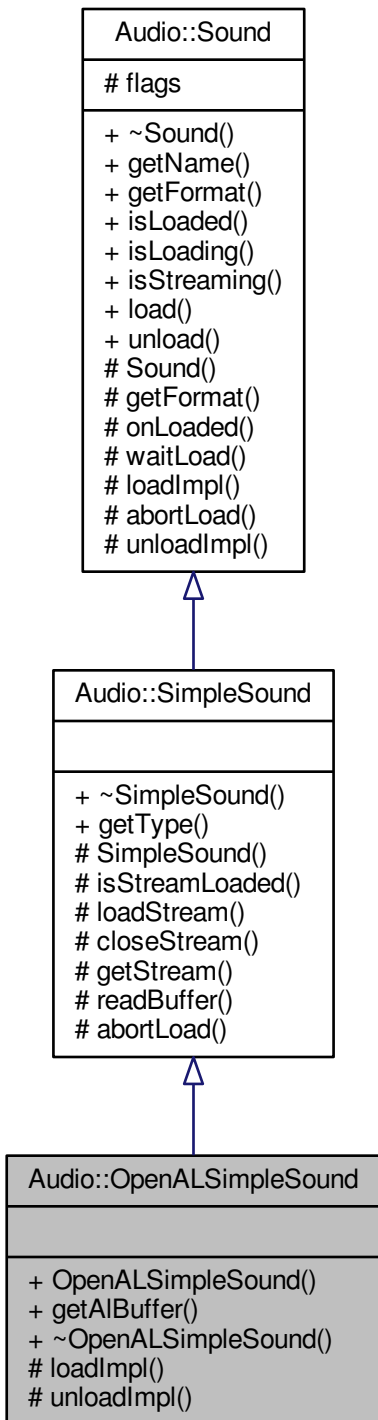 Audio::Sound
# flags
+ ~Sound()
+ getName()
+ getFormat()
+ isLoaded()
+ isLoading()
+ isStreaming()
+ load()
+ unload()
# Sound()
# getFormat()
# onLoaded()
# waitLoad()
# loadImpl()
# abortLoad()
# unloadImpl()
Audio::SimpleSound
+ ~SimpleSound()
+ getType()
# SimpleSound()
# isStreamLoaded()
# loadStream()
# closeStream()
# getStream()
# readBuffer()
# abortLoad()
Audio::OpenALSimpleSound
+ OpenALSimpleSound()
+ getAlBuffer()
+ ~OpenALSimpleSound()
# loadImpl()
# unloadImpl()